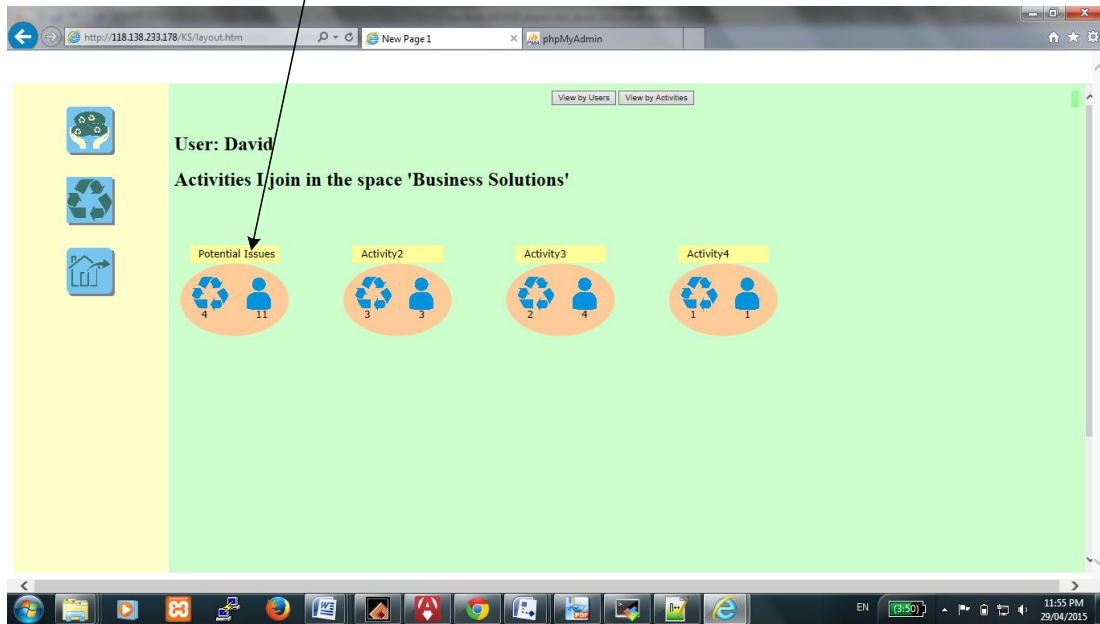 http://118.138.233.178/KS/layout.htm
New Page 1
phpMyAdmin
View by Users
View by Activities
User: David
Activities I join in the space 'Business Solutions'
Potential Issues
Activity2
Activity3
Activity4
4
11
3
3
2
4
1
1
EN
(3:50)
11:55 PM
29/04/2015